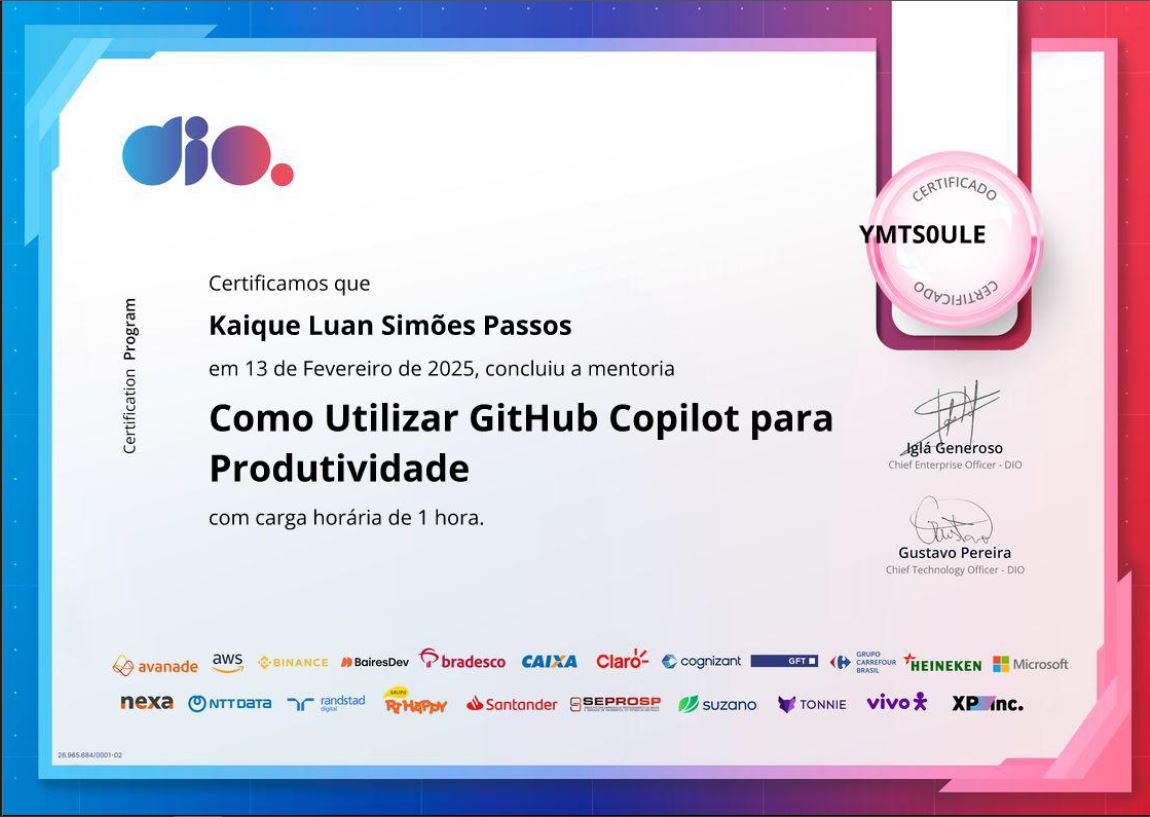 dio.
CERTIFICADO
YMTS0ULE
CERTIFICADO
Certification Program
Certificamos que
Kaique Luan Simões Passos
em 13 de Fevereiro de 2025, concluiu a mentoria
Como Utilizar GitHub Copilot para
Produtividade
com carga horária de 1 hora.
Iglá Generoso
Chief Enterprise Officer - DIO
Gustavo Pereira
Chief Technology Officer - DIO
avanade aws BINANCE BairesDev bradesco CAIXA Claro cognizant GFT GRUPO CARREFOUR BRASIL HEINEKEN Microsoft
nexa NTT DATA randstad digital GRUPO RiHappy Santander SEPROSP suzano TONNIE vivo XP inc.
26.965.884/0001-02